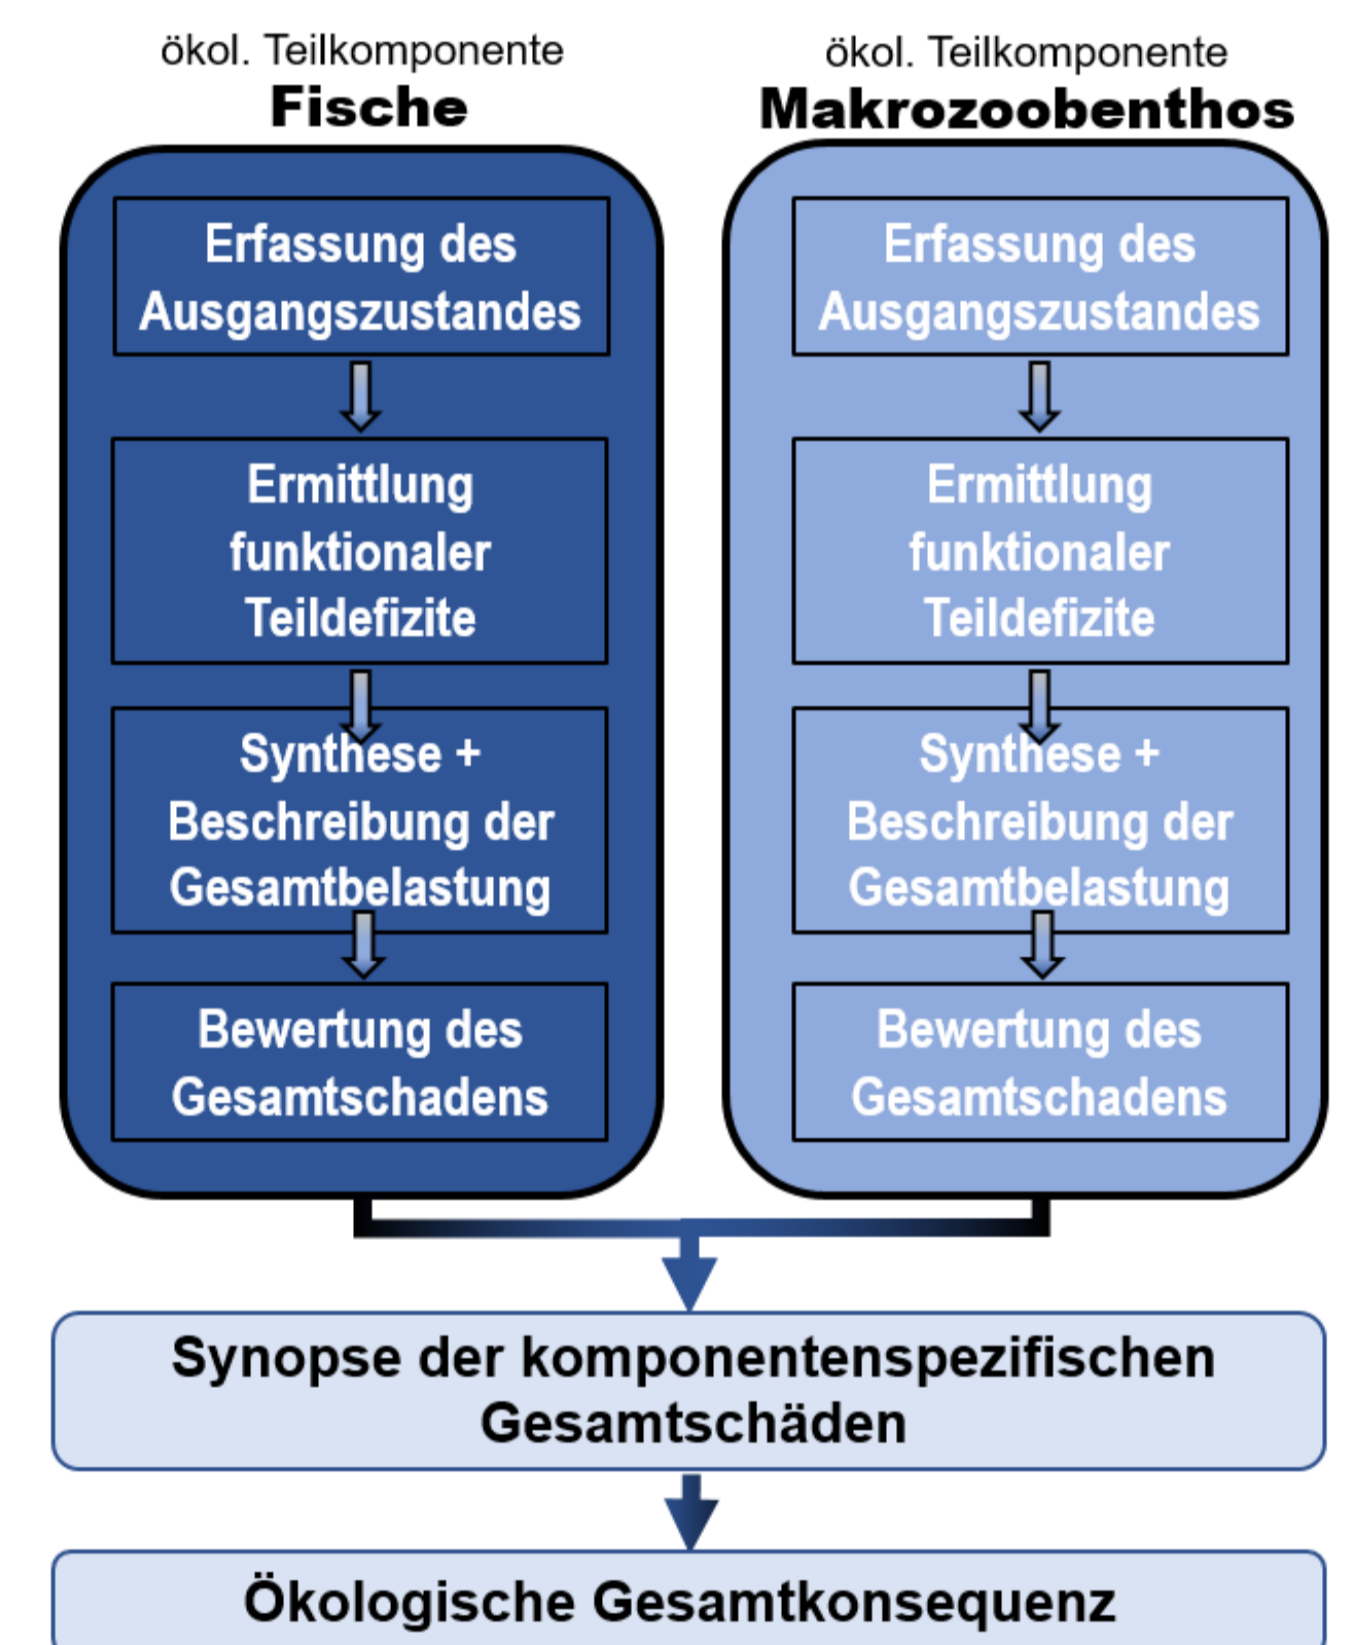 ökol. Teilkomponente
Fische
Erfassung des
Ausgangszustandes
Ermittlung
funktionaler
Teildefizite
Synthese +
Beschreibung der
Gesamtbelastung
Bewertung des
Gesamtschadens
ökol. Teilkomponente
Makrozoobenthos
Erfassung des
Ausgangszustandes
Ermittlung
funktionaler
Teildefizite
Synthese +
Beschreibung der
Gesamtbelastung
Bewertung des
Gesamtschadens
Synopse der komponentenspezifischen
Gesamtschäden
Ökologische Gesamtkonsequenz